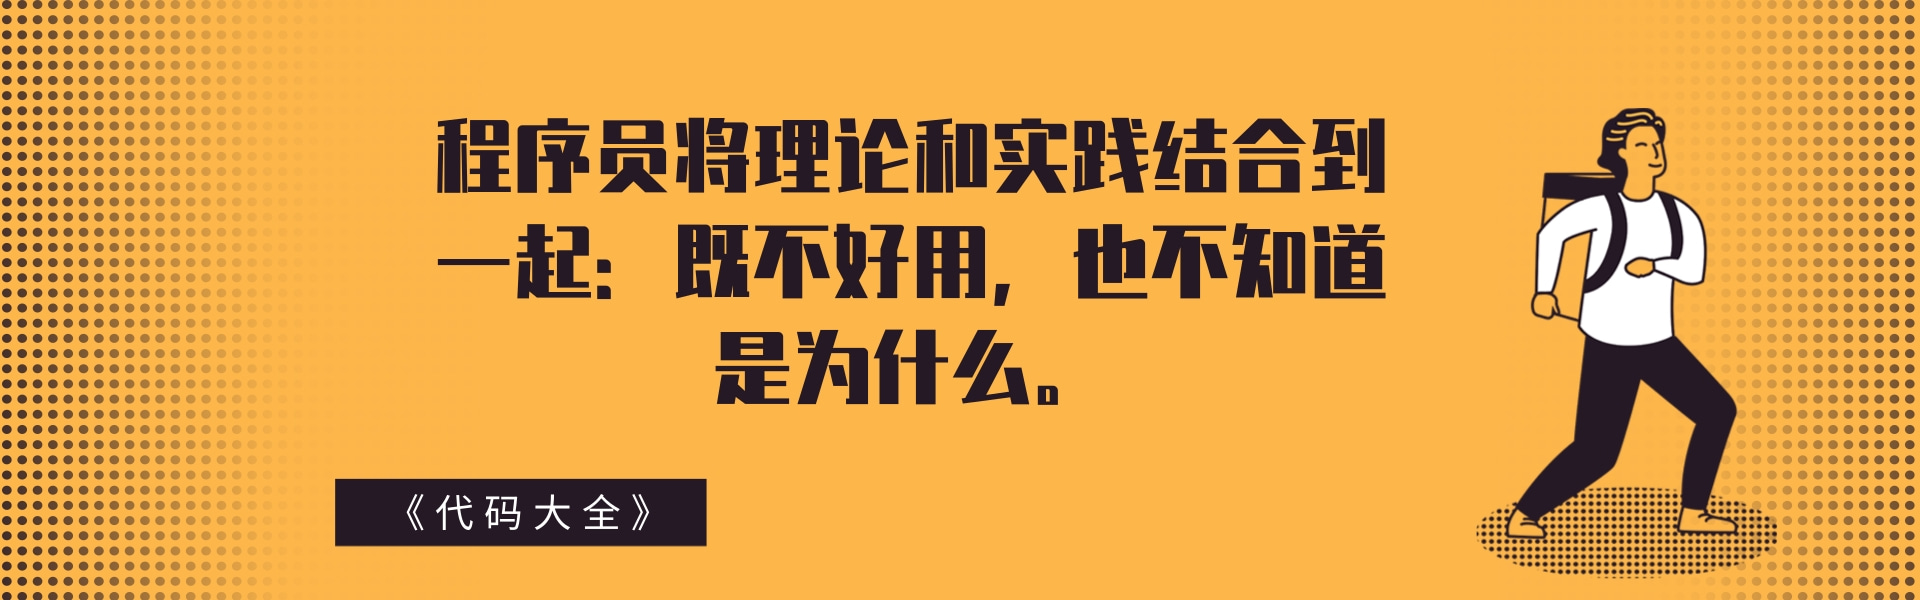 程序员将理论和实践结合到
一起：既不好用，也不知道
是为什么。
《代码大全》